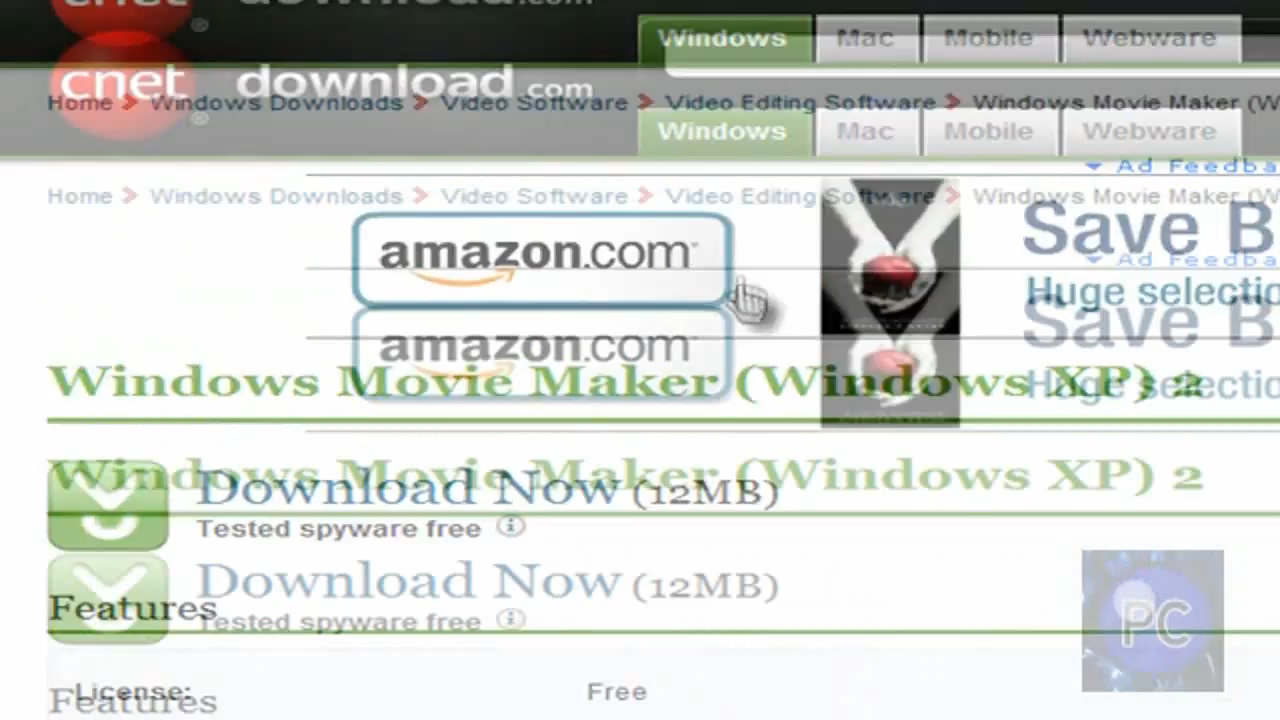 cnet download.com
Windows Mac Mobile Webware
cnet download.com
Home > Windows Downloads > Video Software > Video Editing Software > Windows Movie Maker (W
Windows Mac Mobile Webware
Ad Feedba
Home > Windows Downloads > Video Software > Video Editing Software > Windows Movie Maker (W
amazon.com
Save B
Ad Feedba
Huge selectio
Save B
amazon.com
Windows Movie Maker (Windows XP) 2
Huge selectio
Windows Movie Maker (Windows XP) 2
Download Now (12MB)
Tested spyware free
Download Now (12MB)
Features
Tested spyware free
PC
License: Free
Features